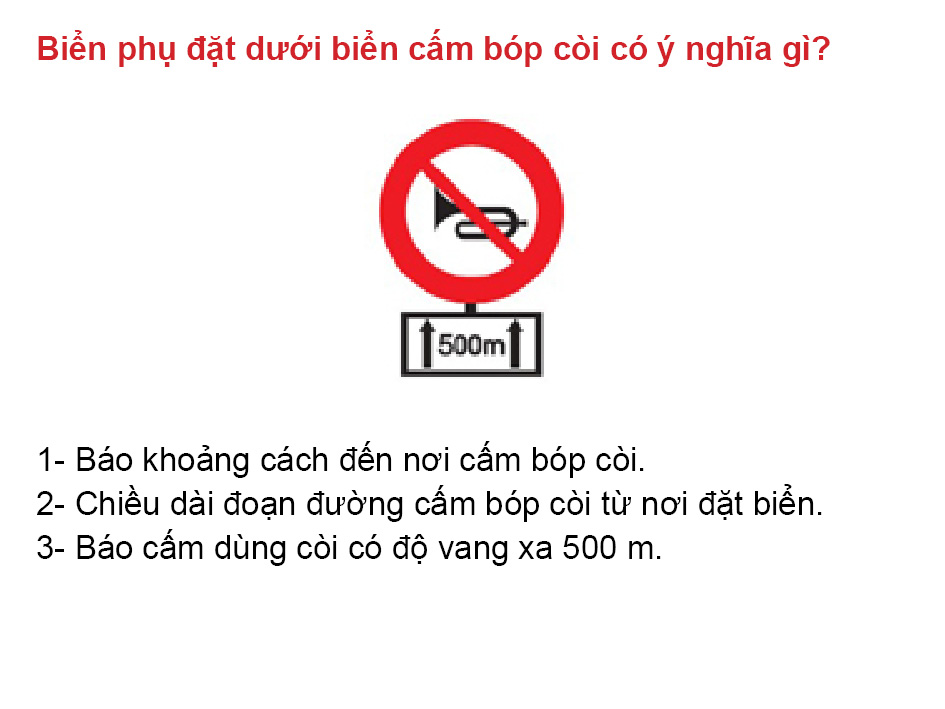 Biển phụ đặt dưới biển cấm bóp còi có ý nghĩa gì?
500m
1- Báo khoảng cách đến nơi cấm bóp còi.
2- Chiều dài đoạn đường cấm bóp còi từ nơi đặt biển.
3- Báo cấm dùng còi có độ vang xa 500 m.